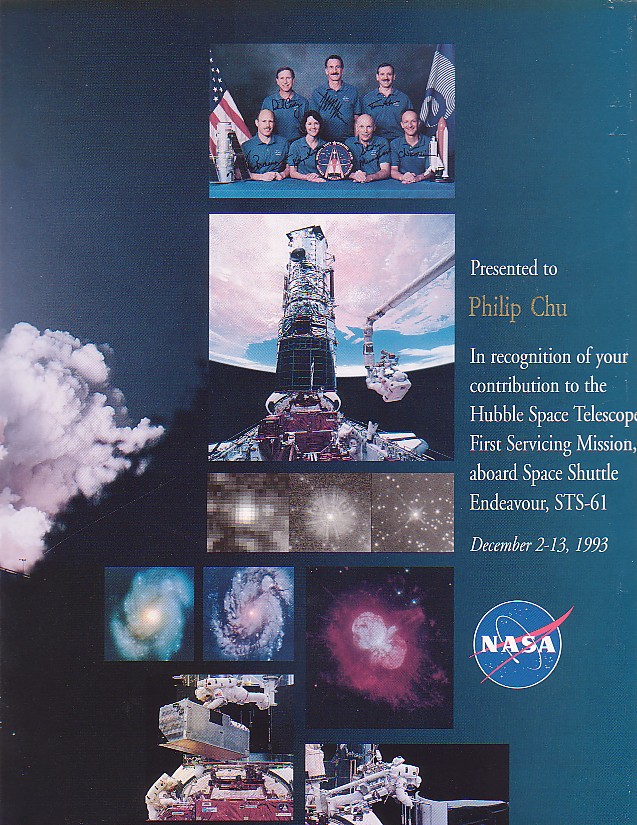 Presented to
Philip Chu
In recognition of your
contribution to the
Hubble Space Telescope
First Servicing Mission,
aboard Space Shuttle
Endeavour, STS-61
December 2-13, 1993
NASA